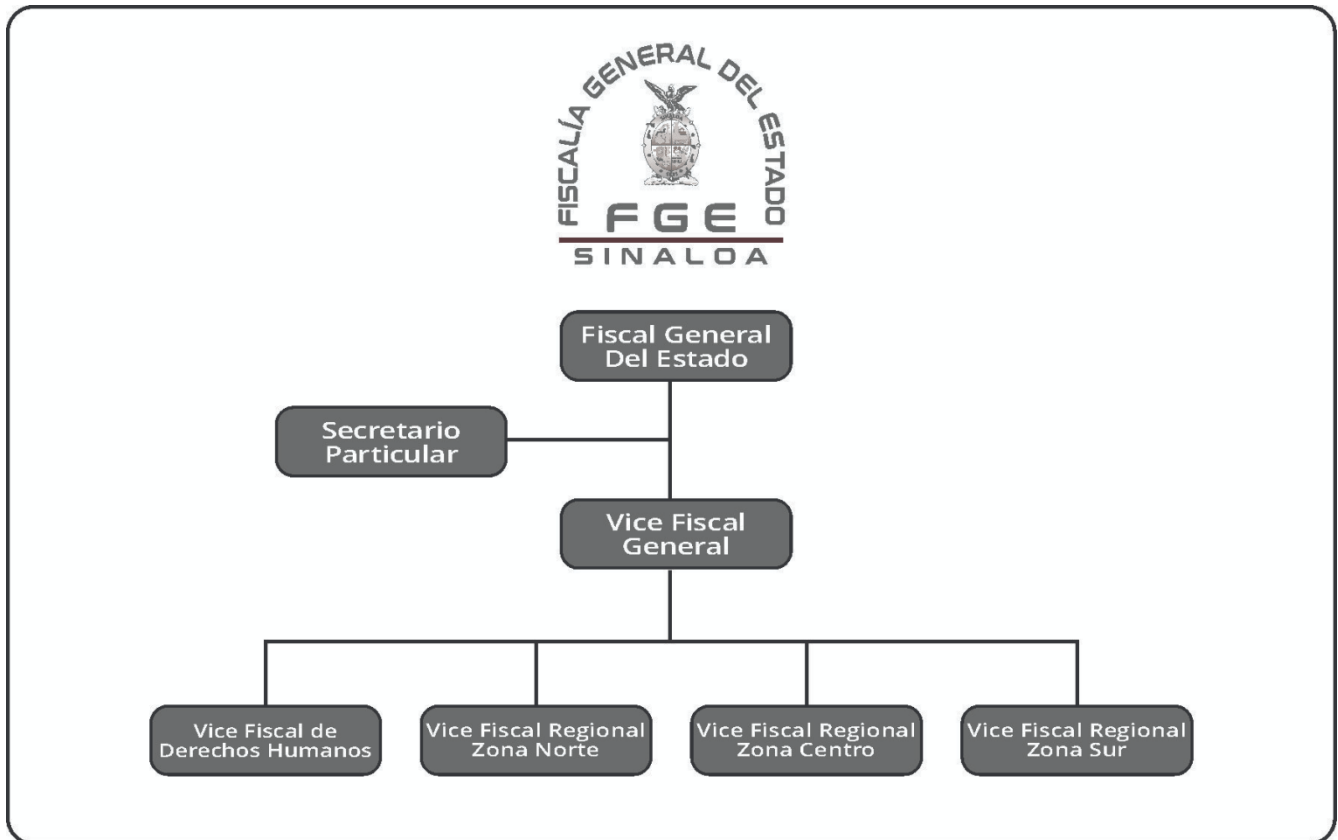 FISCALÍA GENERAL DEL ESTADO
FGE
SINALOA
Fiscal General
Del Estado
Secretario
Particular
Vice Fiscal
General
Vice Fiscal de
Derechos Humanos
Vice Fiscal Regional
Zona Norte
Vice Fiscal Regional
Zona Centro
Vice Fiscal Regional
Zona Sur